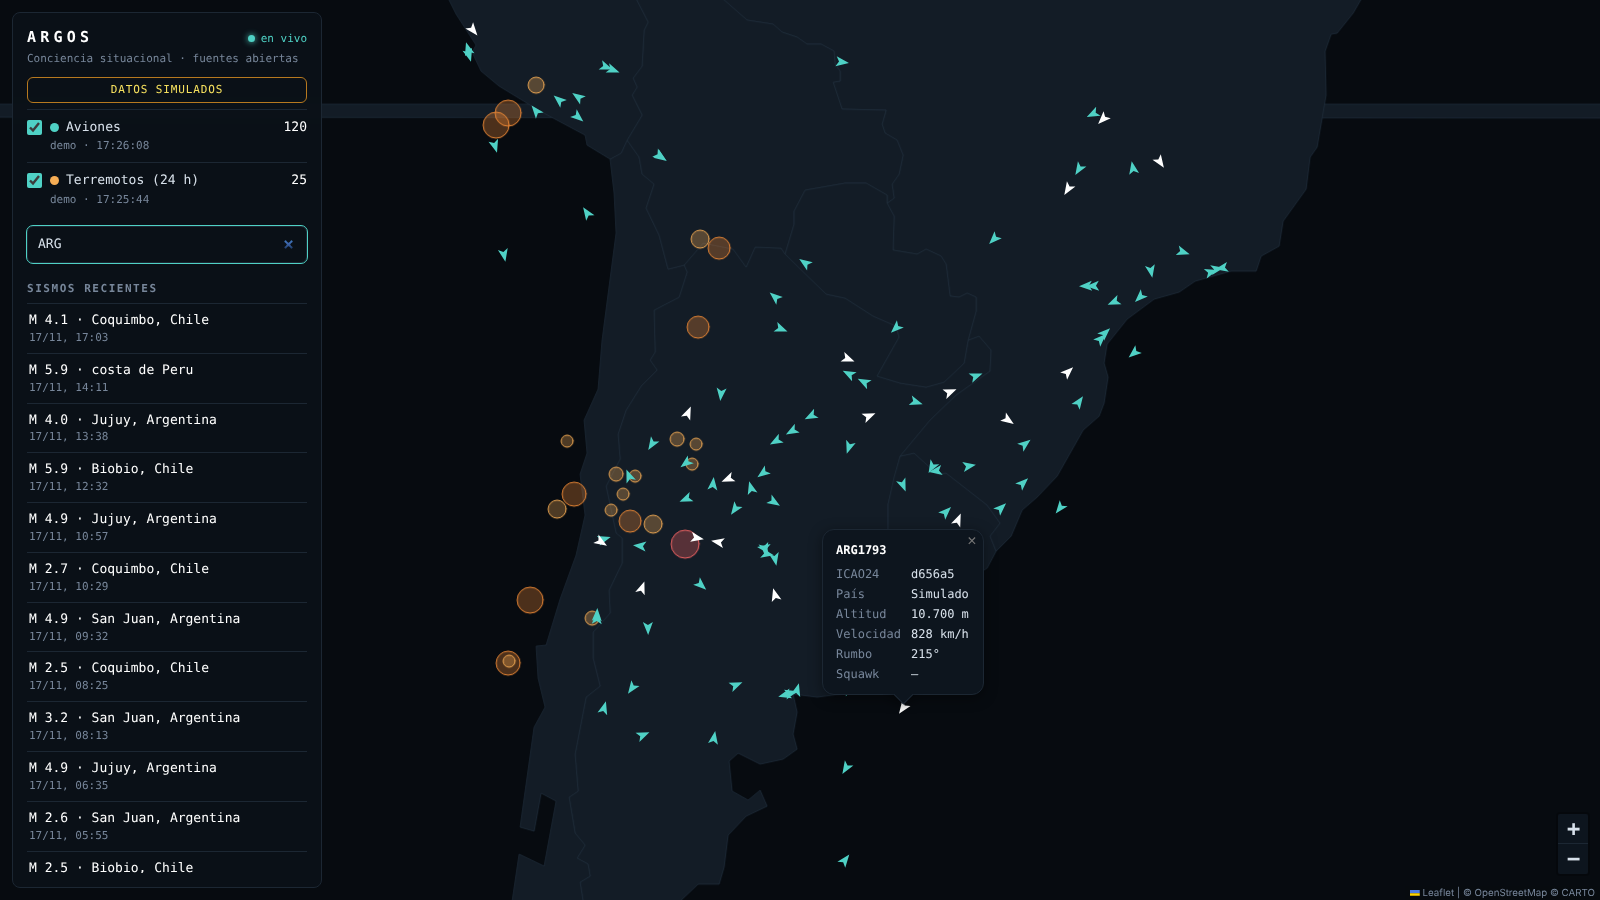 ARGOS
en vivo
Conciencia situacional · fuentes abiertas
DATOS SIMULADOS
Aviones 120
demo · 17:26:08
Terremotos (24 h) 25
demo · 17:25:44
ARG
SISMOS RECIENTES
M 4.1 · Coquimbo, Chile
17/11, 17:03
M 5.9 · costa de Peru
17/11, 14:11
M 4.0 · Jujuy, Argentina
17/11, 13:38
M 5.9 · Biobio, Chile
17/11, 12:32
M 4.9 · Jujuy, Argentina
17/11, 10:57
M 2.7 · Coquimbo, Chile
17/11, 10:29
M 4.9 · San Juan, Argentina
17/11, 09:32
M 2.5 · Coquimbo, Chile
17/11, 08:25
M 3.2 · San Juan, Argentina
17/11, 08:13
M 4.9 · Jujuy, Argentina
17/11, 06:35
M 2.6 · San Juan, Argentina
17/11, 05:55
M 2.5 · Biobio, Chile
ARG1793
ICAO24 d656a5
País Simulado
Altitud 10.700 m
Velocidad 828 km/h
Rumbo 215°
Squawk —
+
−
Leaflet | © OpenStreetMap © CARTO